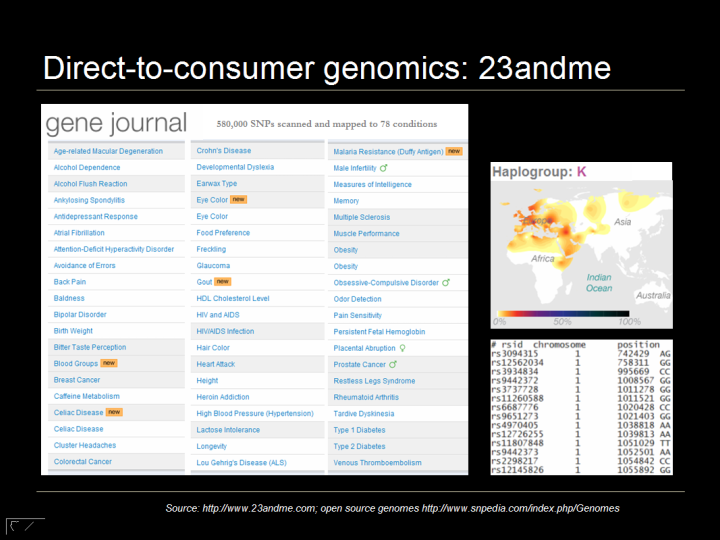 Direct-to-consumer genomics: 23andme
gene journal
580,000 SNPs scanned and mapped to 78 conditions
Age-related Macular Degeneration
Alcohol Dependence
Alcohol Flush Reaction
Ankylosing Spondylitis
Antidepressant Response
Atrial Fibrillation
Attention-Deficit Hyperactivity Disorder
Avoidance of Errors
Back Pain
Baldness
Bipolar Disorder
Birth Weight
Bitter Taste Perception
Blood Groups new
Breast Cancer
Caffeine Metabolism
Celiac Disease new
Celiac Disease
Cluster Headaches
Colorectal Cancer
Crohn's Disease
Developmental Dyslexia
Earwax Type
Eye Color new
Eye Color
Food Preference
Freckling
Glaucoma
Gout new
HDL Cholesterol Level
HIV and AIDS
HIV/AIDS Infection
Hair Color
Heart Attack
Height
Heroin Addiction
High Blood Pressure (Hypertension)
Lactose Intolerance
Longevity
Lou Gehrig's Disease (ALS)
Malaria Resistance (Duffy Antigen) new
Male Infertility ♂
Measures of Intelligence
Memory
Multiple Sclerosis
Muscle Performance
Obesity
Obesity
Obsessive-Compulsive Disorder ♂
Odor Detection
Pain Sensitivity
Persistent Fetal Hemoglobin
Placental Abruption ♀
Prostate Cancer ♂
Restless Legs Syndrome
Rheumatoid Arthritis
Tardive Dyskinesia
Type 1 Diabetes
Type 2 Diabetes
Venous Thromboembolism
Haplogroup: K
Europe
Asia
Africa
Indian
Ocean
Australia
0% 50% 100%
# rsid chromosome position
rs3094315 1 742429 AG
rs12562034 1 758311 GG
rs3934834 1 995669 CC
rs9442372 1 1008567 GG
rs3737728 1 1011278 GG
rs11260588 1 1011521 GG
rs6687776 1 1020428 CC
rs9651273 1 1021403 GG
rs4970405 1 1038818 AA
rs12726255 1 1039813 AA
rs11807848 1 1051029 TT
rs9442373 1 1052501 AA
rs2298217 1 1054842 CC
rs12145826 1 1055892 GG
Source: http://www.23andme.com; open source genomes http://www.snpedia.com/index.php/Genomes